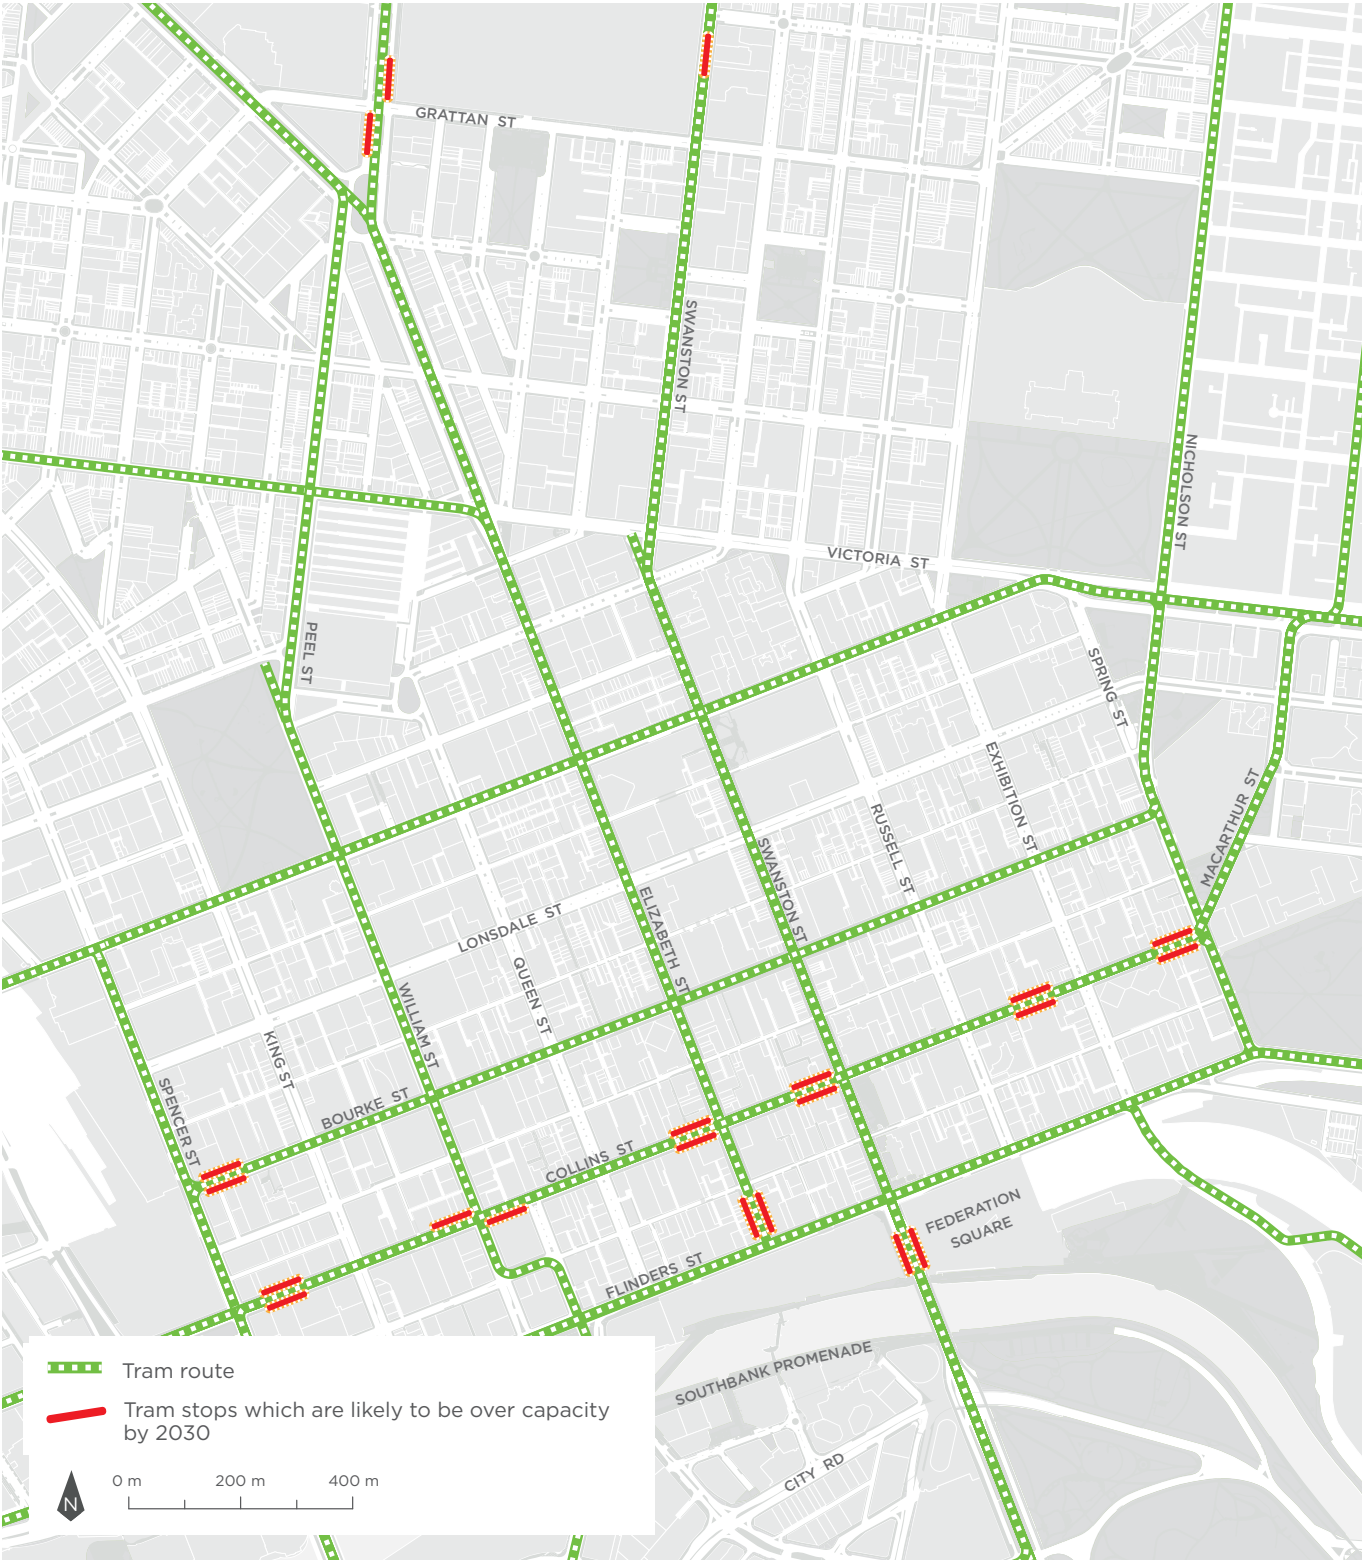 GRATTAN ST
SWANSTON ST
NICHOLSON ST
VICTORIA ST
PEEL ST
SPRING ST
EXHIBITION ST
MACARTHUR ST
RUSSELL ST
SWANSTON ST
ELIZABETH ST
LONSDALE ST
QUEEN ST
WILLIAM ST
KING ST
SPENCER ST
BOURKE ST
COLLINS ST
FEDERATION
SQUARE
FLINDERS ST
SOUTHBANK PROMENADE
CITY RD
Tram route
Tram stops which are likely to be over capacity
by 2030
0 m 200 m 400 m
N